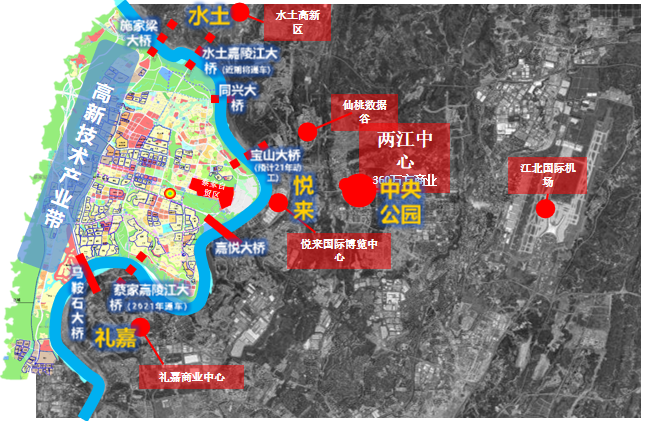 施家梁
大桥
水土
水土高新
区
水土嘉陵江大
桥(近期将通车)
同兴大
桥
仙桃数据
谷
高新技术产业带
两江中
心
360万方商业
宝山大桥
(预计21年动
工)
江北国际机
场
悦
来
中央
公园
贸区
嘉悦大桥
悦来国际博览中
心
马鞍石大桥
蔡家嘉陵江大
桥(2021年通车)
礼嘉
礼嘉商业中心